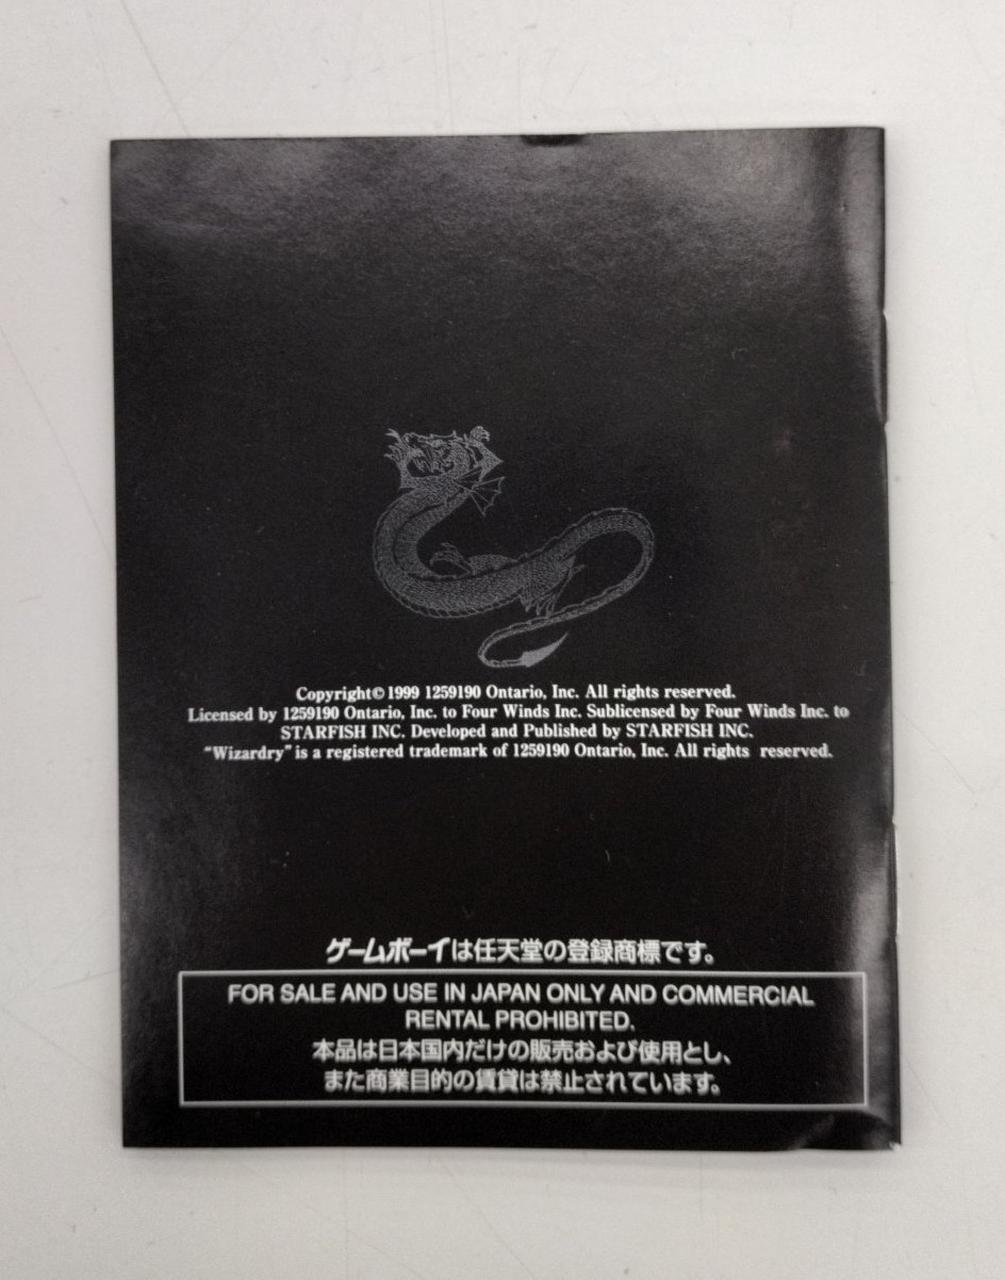 Copyright© 1999 1259190 Ontario, Inc. All rights reserved.
Licensed by 1259190 Ontario, Inc. to Four Winds Inc. Sublicensed by Four Winds Inc. to
STARFISH INC. Developed and Published by STARFISH INC.
"Wizardry" is a registered trademark of 1259190 Ontario, Inc. All rights reserved.
ゲームボーイは任天堂の登録商標です。
FOR SALE AND USE IN JAPAN ONLY AND COMMERCIAL
RENTAL PROHIBITED.
本品は日本国内だけの販売および使用とし、
また商業目的の賃貸は禁止されています。